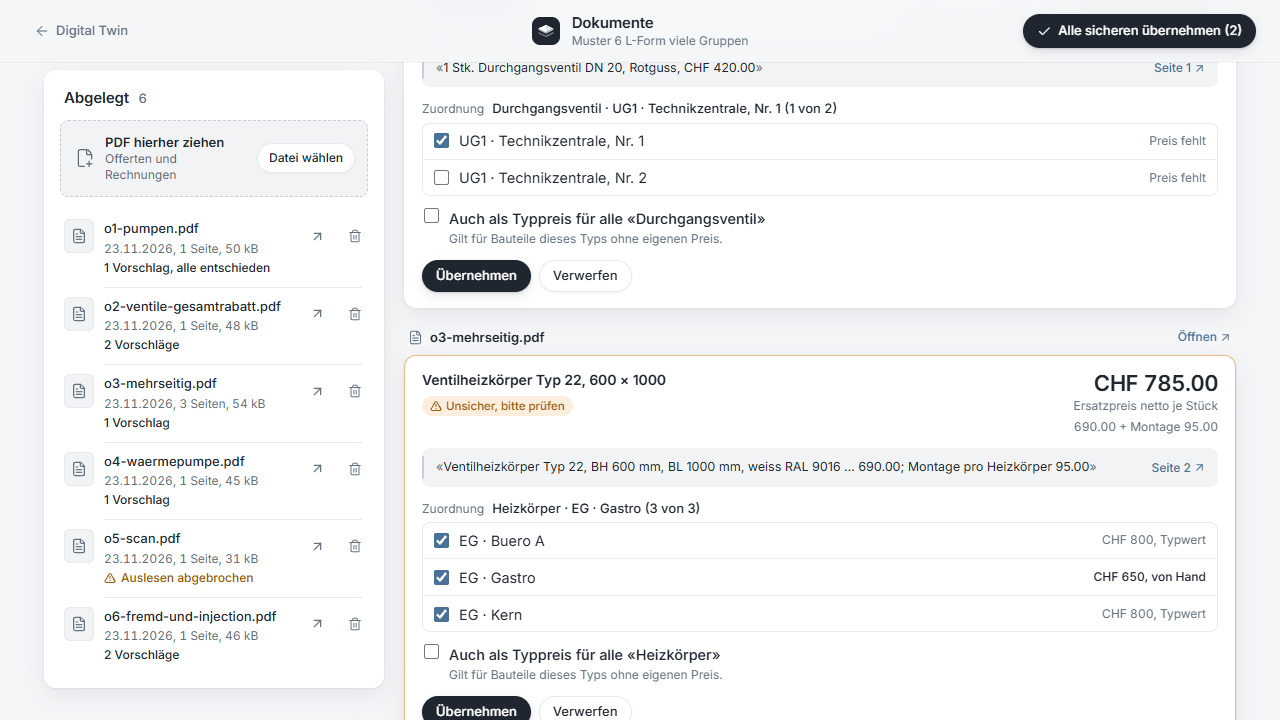 Digital Twin
Dokumente
Muster 6 L-Form viele Gruppen
Alle sicheren übernehmen (2)
Abgelegt 6
PDF hierher ziehen
Offerten und
Rechnungen
Datei wählen
o1-pumpen.pdf
23.11.2026, 1 Seite, 50 kB
1 Vorschlag, alle entschieden
o2-ventile-gesamtrabatt.pdf
23.11.2026, 1 Seite, 48 kB
2 Vorschläge
o3-mehrseitig.pdf
23.11.2026, 3 Seiten, 54 kB
1 Vorschlag
o4-waermepumpe.pdf
23.11.2026, 1 Seite, 45 kB
1 Vorschlag
o5-scan.pdf
23.11.2026, 1 Seite, 31 kB
Auslesen abgebrochen
o6-fremd-und-injection.pdf
23.11.2026, 1 Seite, 46 kB
2 Vorschläge
«1 Stk. Durchgangsventil DN 20, Rotguss, CHF 420.00» Seite 1
Zuordnung Durchgangsventil · UG1 · Technikzentrale, Nr. 1 (1 von 2)
UG1 · Technikzentrale, Nr. 1 Preis fehlt
UG1 · Technikzentrale, Nr. 2 Preis fehlt
Auch als Typpreis für alle «Durchgangsventil»
Gilt für Bauteile dieses Typs ohne eigenen Preis.
Übernehmen Verwerfen
o3-mehrseitig.pdf Öffnen
Ventilheizkörper Typ 22, 600 × 1000 CHF 785.00
Unsicher, bitte prüfen Ersatzpreis netto je Stück
690.00 + Montage 95.00
«Ventilheizkörper Typ 22, BH 600 mm, BL 1000 mm, weiss RAL 9016 ... 690.00; Montage pro Heizkörper 95.00» Seite 2
Zuordnung Heizkörper · EG · Gastro (3 von 3)
EG · Buero A CHF 800, Typwert
EG · Gastro CHF 650, von Hand
EG · Kern CHF 800, Typwert
Auch als Typpreis für alle «Heizkörper»
Gilt für Bauteile dieses Typs ohne eigenen Preis.
Übernehmen Verwerfen